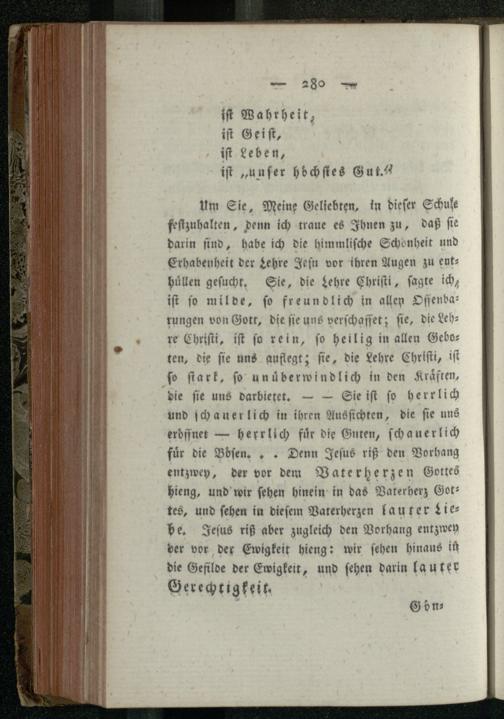 — 280 —
ist Wahrheit,
ist Geist,
ist Leben,
ist „unser höchstes Gut.“
Um Sie, Meine Geliebten, in dieser Schule
festzuhalten, denn ich traue es Ihnen zu, daß sie
darin sind, habe ich die himmlische Schönheit und
Erhabenheit der Lehre Jesu vor ihren Augen zu ent-
hüllen gesucht. Sie, die Lehre Christi, sagte ich,
ist so milde, so freundlich in allen Offenba-
rungen von Gott, die sie uns verschaffet; sie, die Leh-
re Christi, ist so rein, so heilig in allen Gebo-
ten, die sie uns auflegt; sie, die Lehre Christi, ist
so stark, so unüberwindlich in den Kräften,
die sie uns darbietet. — — Sie ist so herrlich
und schauerlich in ihren Aussichten, die sie uns
eröffnet — herrlich für die Guten, schauerlich
für die Bösen. . . Denn Jesus riß den Vorhang
entzwey, der vor dem Vaterherzen Gottes
hieng, und wir sehen hinein in das Vaterherz Got-
tes, und sehen in diesem Vaterherzen lauter Lie-
be. Jesus riß aber zugleich den Vorhang entzwey
der vor der Ewigkeit hieng: wir sehen hinaus in
die Gefilde der Ewigkeit, und sehen darin lauter
Gerechtigkeit.
Gön-